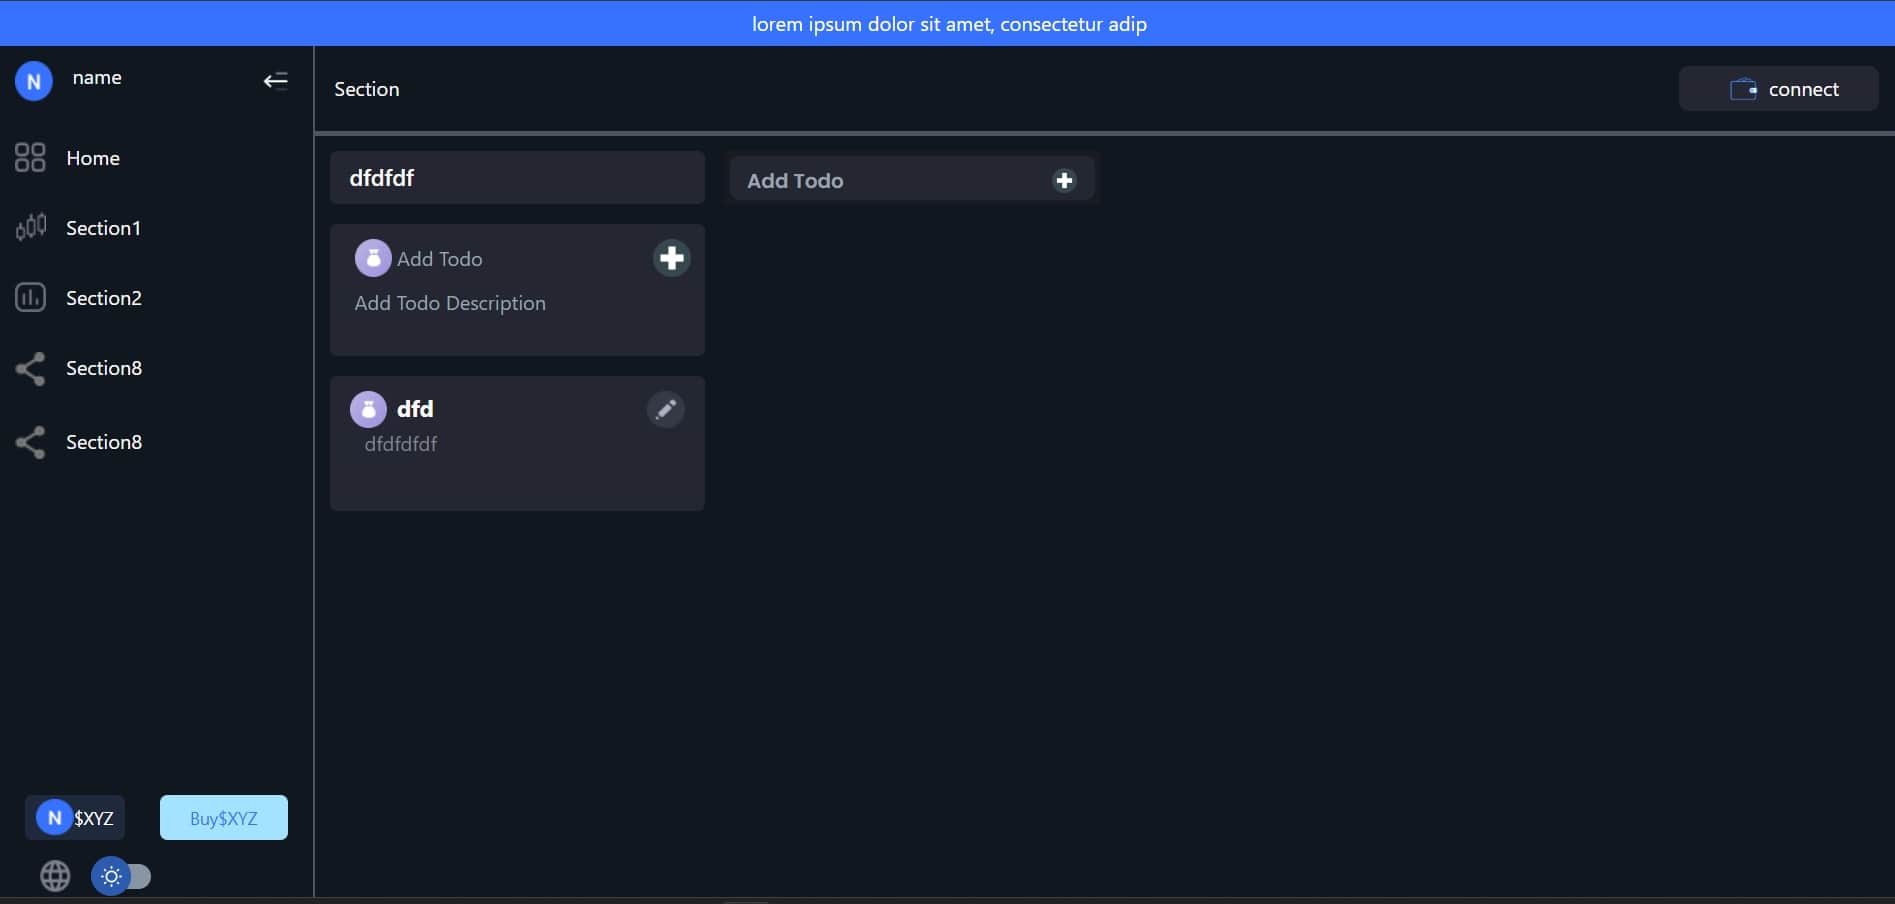 lorem ipsum dolor sit amet, consectetur adip
N name
Home
Section1
Section2
Section8
Section8
N $XYZ
Buy$XYZ
Section
connect
dfdfdf
Add Todo
Add Todo Description
dfd
dfdfdfdf
Add Todo